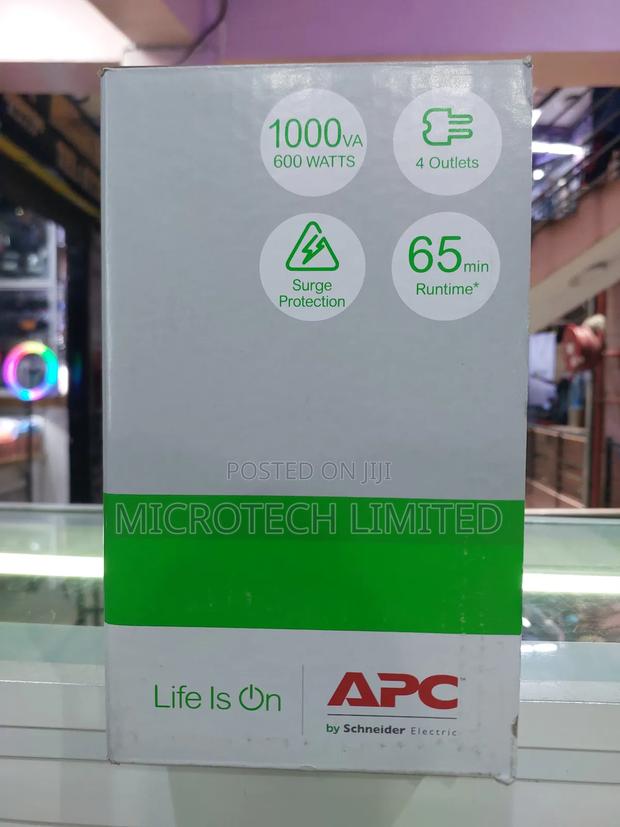 1000VA
600 WATTS
4 Outlets
Surge
Protection
65min
Runtime*
POSTED ON JIJI
MICROTECH LIMITED
Life Is On
APC™
by Schneider Electric